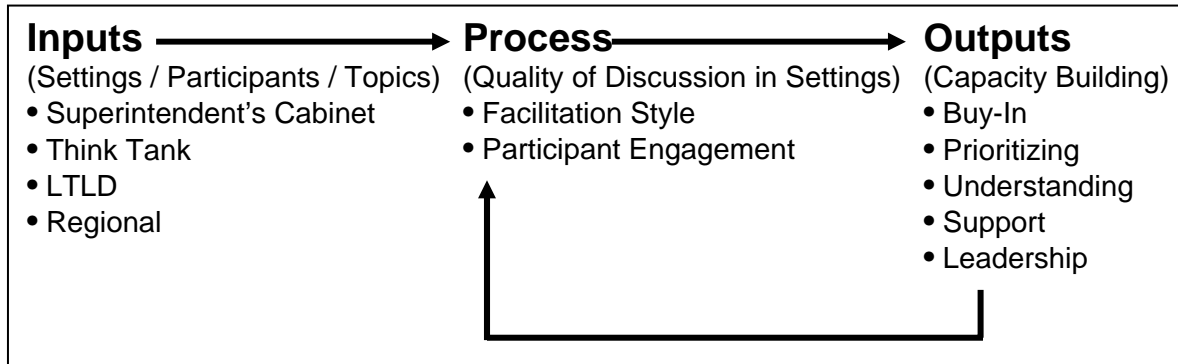 Inputs
(Settings / Participants / Topics)
• Superintendent's Cabinet
• Think Tank
• LTLD
• Regional
Process
(Quality of Discussion in Settings)
• Facilitation Style
• Participant Engagement
Outputs
(Capacity Building)
• Buy-In
• Prioritizing
• Understanding
• Support
• Leadership